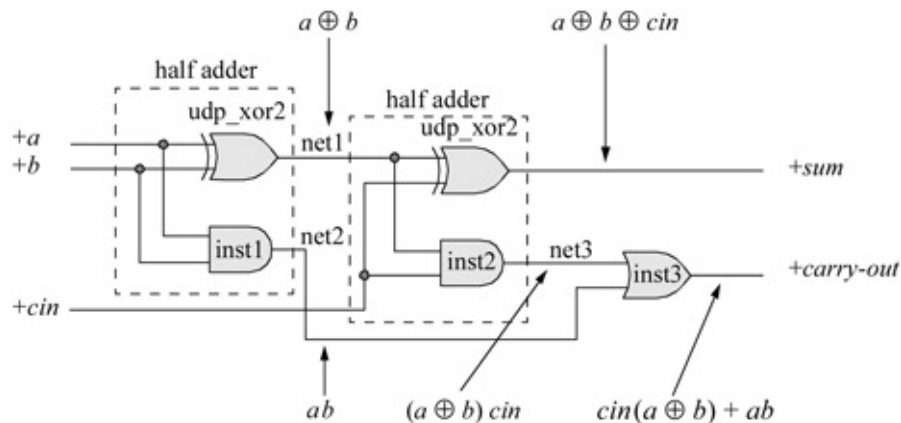 a ⊕ b
a ⊕ b ⊕ cin
half adder
udp_xor2
half adder
udp_xor2
+a
+b
net1
+sum
inst1
net2
inst2
net3
inst3
+carry-out
+cin
ab
(a ⊕ b) cin
cin(a ⊕ b) + ab